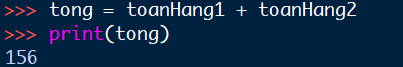 >>> tong = toanHang1 + toanHang2
>>> print(tong)
156